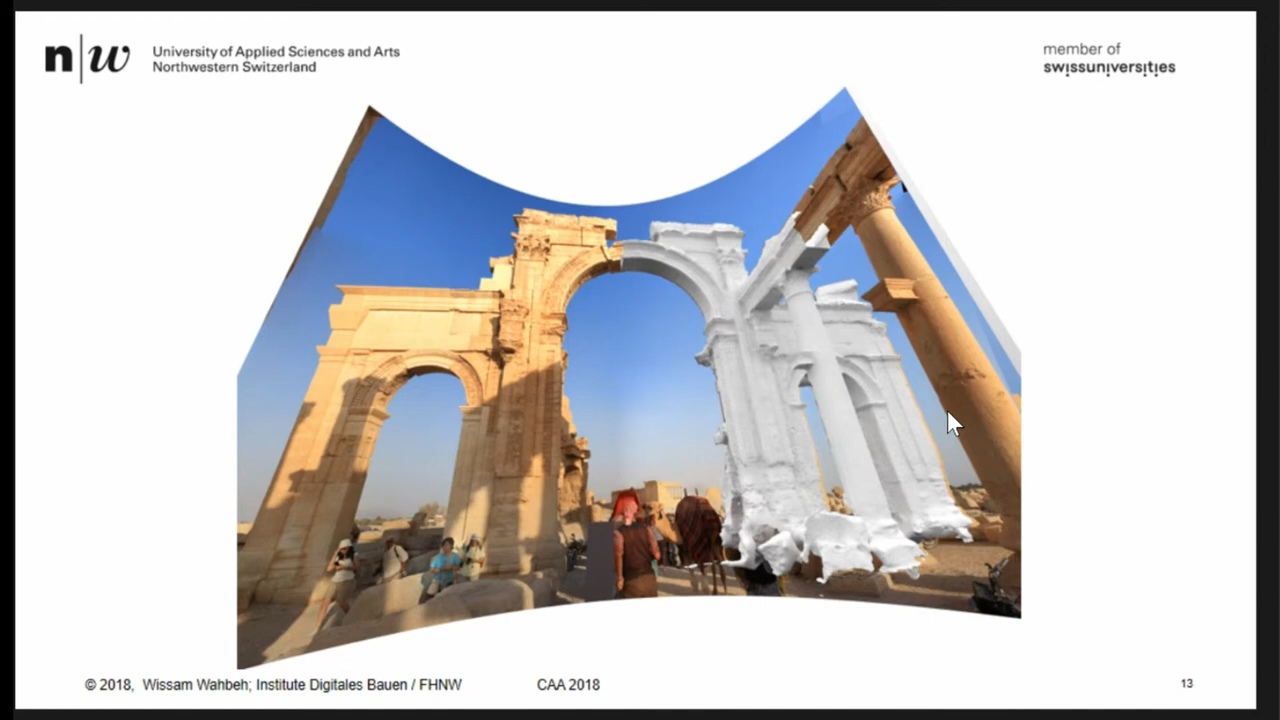 n|w
University of Applied Sciences and Arts
Northwestern Switzerland
member of
swissuniversities
© 2018, Wissam Wahbeh; Institute Digitales Bauen / FHNW
CAA 2018
13